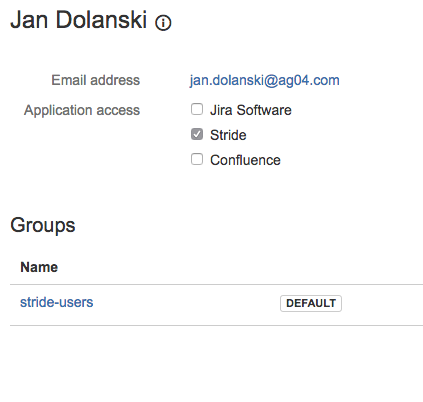 Jan Dolanski
Email address jan.dolanski@ag04.com
Application access Jira Software
Stride
Confluence
Groups
Name
stride-users DEFAULT